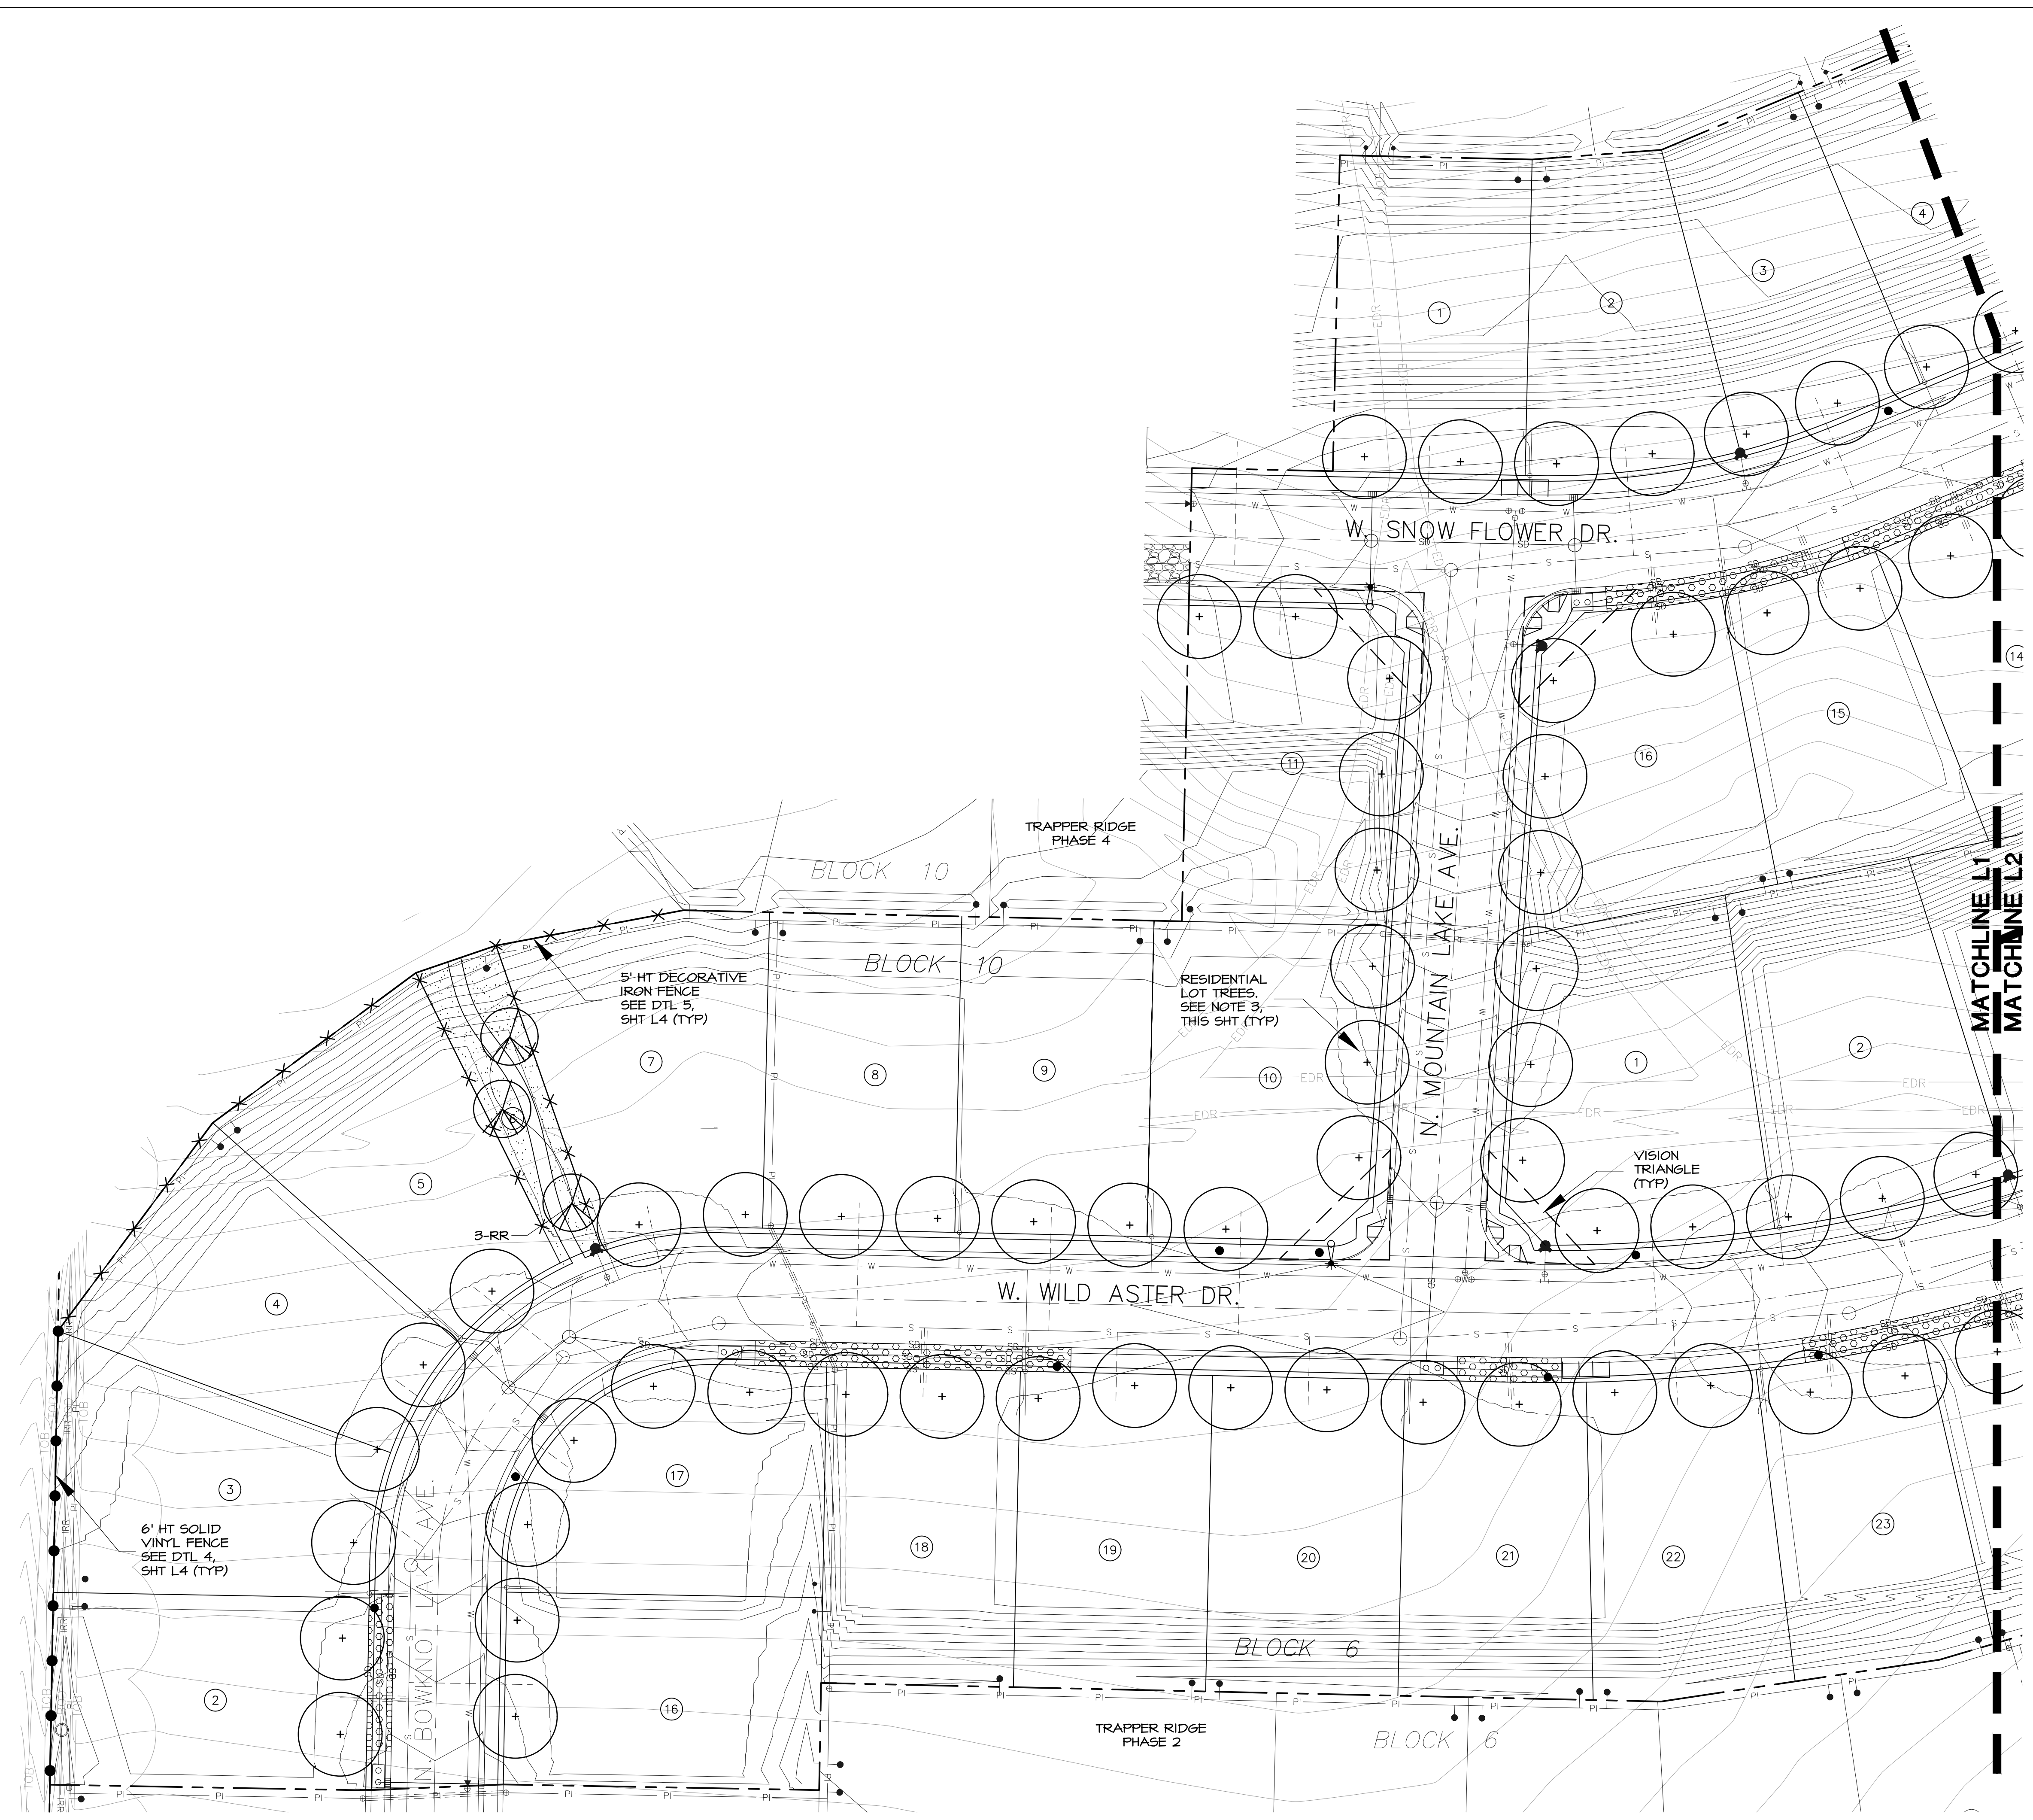 4
3
2
1
W. SNOW FLOWER DR.
14
15
16
11
TRAPPER RIDGE
PHASE 4
BLOCK 10
BLOCK 10
N. MOUNTAIN LAKE AVE.
MATCHLINE L1
MATCHLINE L2
5' HT DECORATIVE
IRON FENCE
SEE DTL 5,
SHT L4 (TYP)
RESIDENTIAL
LOT TREES.
SEE NOTE 3,
THIS SHT (TYP)
7
8
9
10
1
2
6
5
VISION
TRIANGLE
(TYP)
3-RR
4
W. WILD ASTER DR.
3
17
6' HT SOLID
VINYL FENCE
SEE DTL 4,
SHT L4 (TYP)
18
19
20
21
22
23
N. BOWKNOT LAKE AVE.
BLOCK 6
2
16
TRAPPER RIDGE
PHASE 2
BLOCK 6